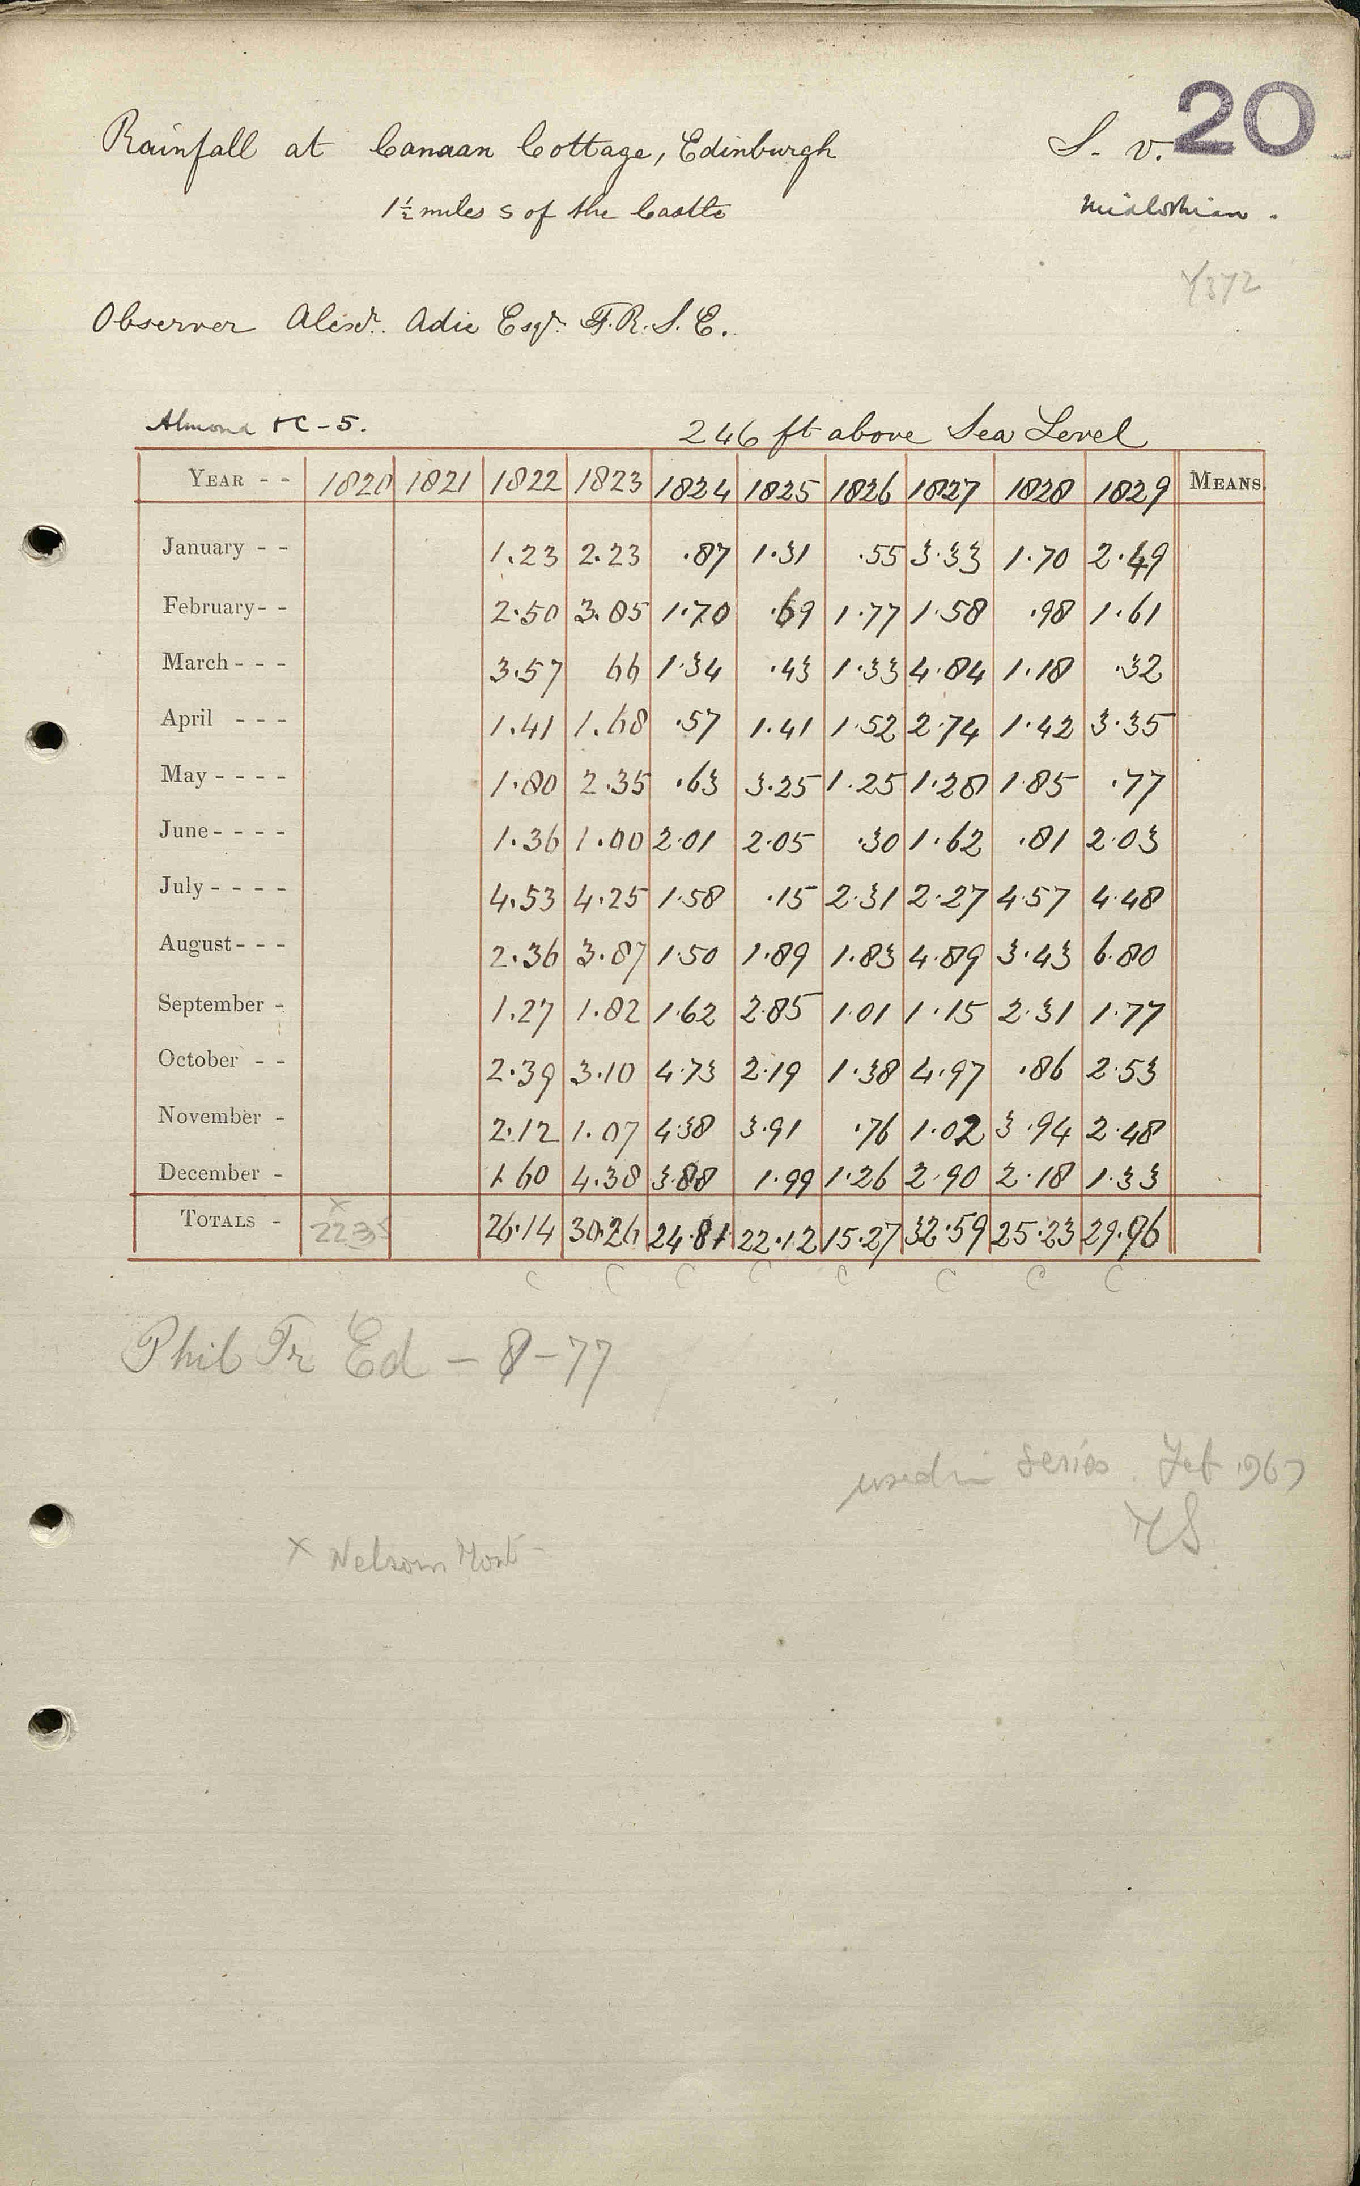 20
Rainfall at Canaan Cottage, Edinburgh S. v.
1½ miles S of the Castle Midlothian.
Observer Alexr. Adie Esqr. F.R.S.E.
Almond &C - 5. 246 ft above Sea Level
YEAR - - 1820 1821 1822 1823 1824 1825 1826 1827 1828 1829 MEANS.
January - - 1.23 2.23 .87 1.31 .55 3.33 1.70 2.49
February - - 2.50 3.85 1.70 .69 1.77 1.58 .98 1.61
March - - - 3.57 66 1.34 .43 1.33 4.84 1.18 .32
April - - - 1.41 1.68 .57 1.41 1.52 2.74 1.42 3.35
May - - - - 1.80 2.35 .63 3.25 1.25 1.28 1.85 .77
June - - - - 1.36 1.00 2.01 2.05 .30 1.62 .81 2.03
July - - - - 4.53 4.25 1.58 .15 2.31 2.27 4.57 4.48
August - - - 2.36 3.87 1.50 1.89 1.83 4.89 3.43 6.80
September - 1.27 1.82 1.62 2.85 1.01 1.15 2.31 1.77
October - - 2.39 3.10 4.73 2.19 1.38 4.97 .86 2.53
November - 2.12 1.07 4.38 3.91 .76 1.02 3.94 2.48
December - 1.60 4.38 3.88 1.99 1.26 2.90 2.18 1.33
TOTALS - x 22 35 26.14 30.26 24.81 22.12 15.27 32.59 25.23 29.96
C C C C C C C C
Phil Tr Ed - 8 - 77
used in series. Feb 1967
x Nelson Mont